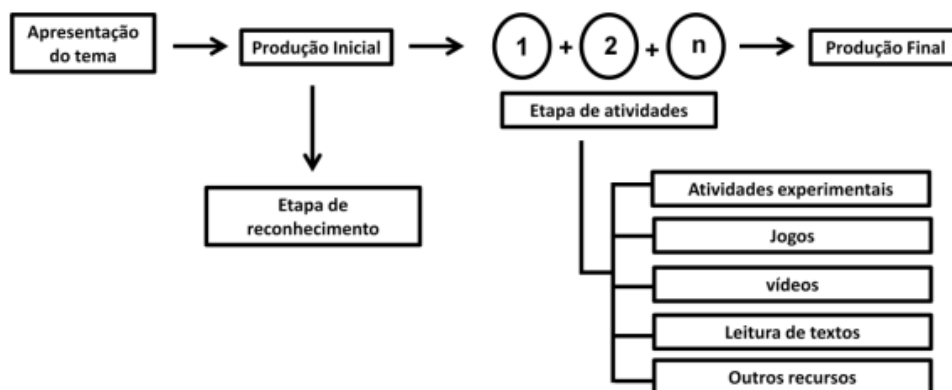 Apresentação
do tema
Produção Inicial
1 + 2 + n
Produção Final
Etapa de atividades
Etapa de
reconhecimento
Atividades experimentais
Jogos
vídeos
Leitura de textos
Outros recursos